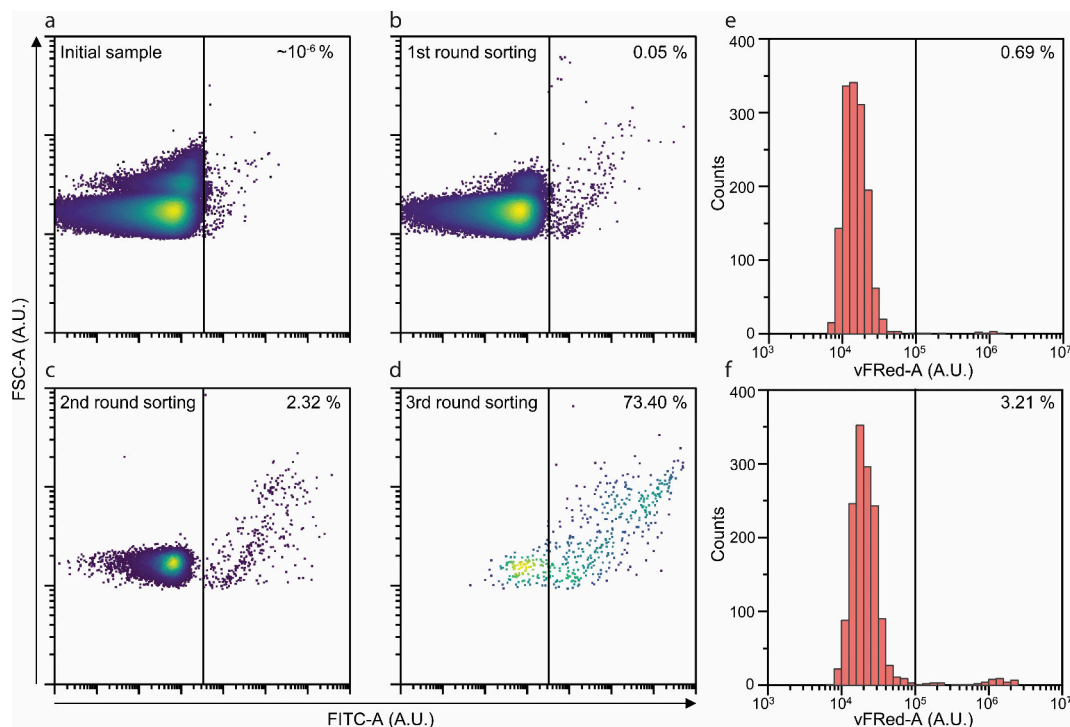 a
Initial sample ~10⁻⁶ %
b
1st round sorting 0.05 %
c
2nd round sorting 2.32 %
d
3rd round sorting 73.40 %
FSC-A (A.U.)
FITC-A (A.U.)
e
0.69 %
400
300
200
100
0
Counts
10³ 10⁴ 10⁵ 10⁶ 10⁷
vFRed-A (A.U.)
f
3.21 %
400
300
200
100
0
Counts
10³ 10⁴ 10⁵ 10⁶ 10⁷
vFRed-A (A.U.)